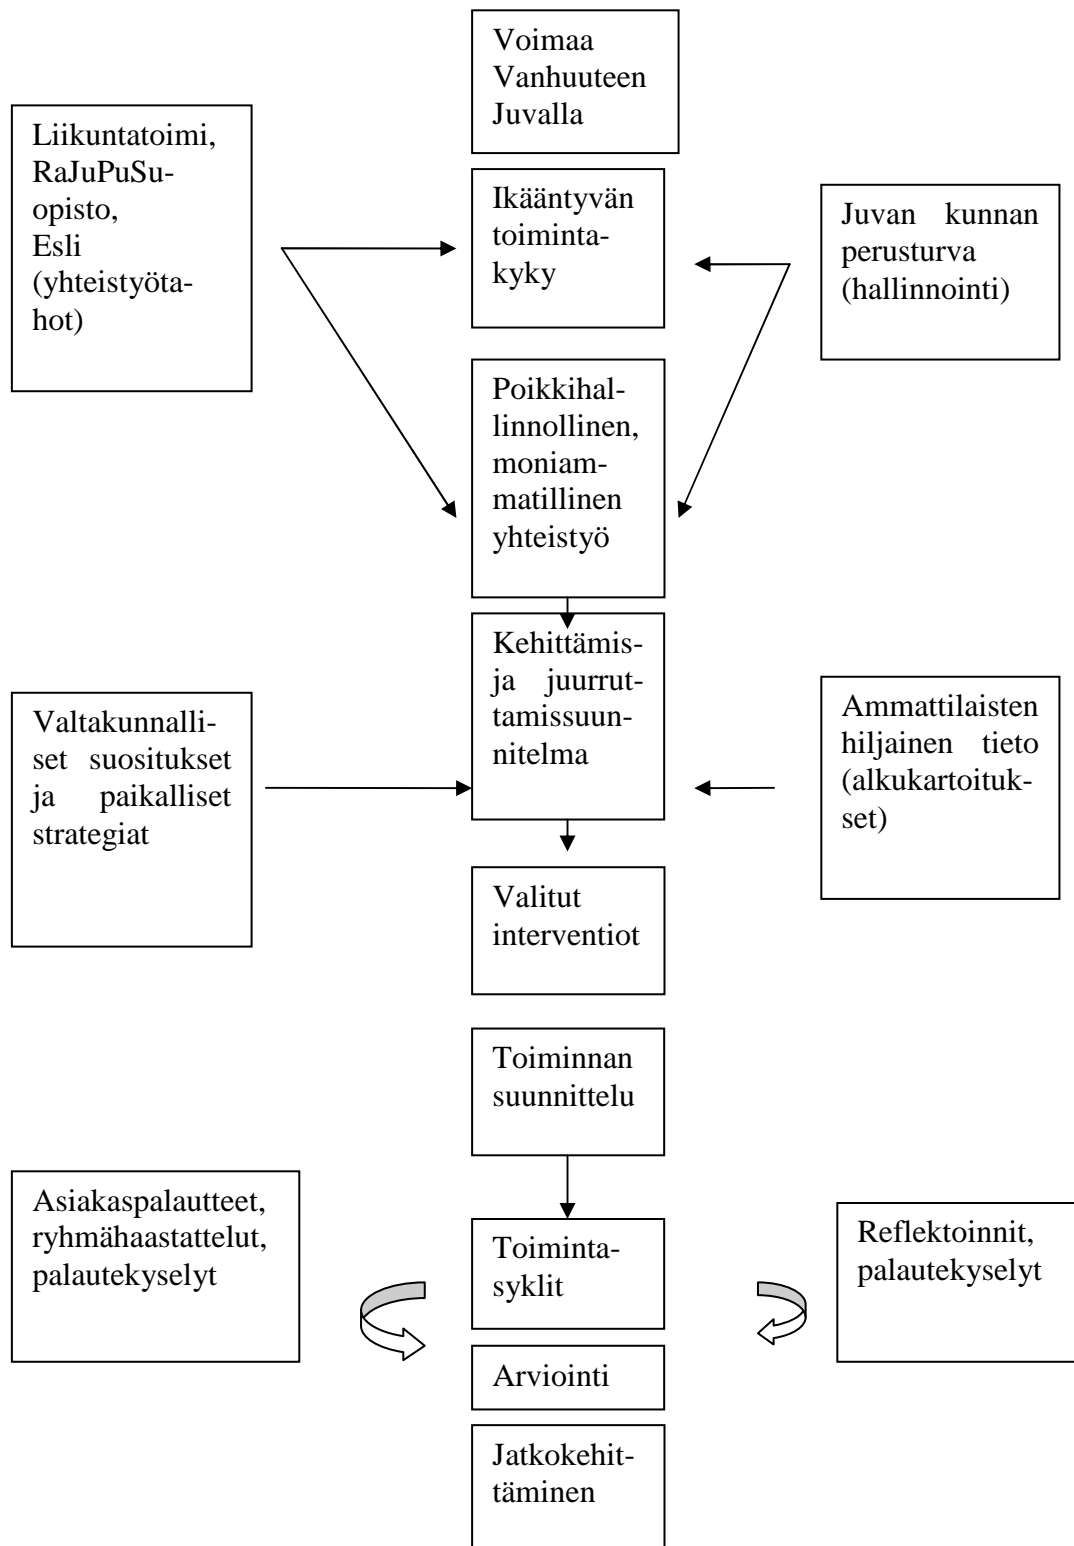 Voimaa
Vanhuuteen
Juvalla
Liikuntatoimi,
RaJuPuSu-
opisto,
Esli
(yhteistyöta-
hot)
Ikääntyvän
toiminta-
kyky
Juvan kunnan
perusturva
(hallinnointi)
Poikkihal-
linnollinen,
moniam-
matillinen
yhteistyö
Kehittämis-
ja juurrut-
tamissuun-
nitelma
Valtakunnalli-
set suositukset
ja paikalliset
strategiat
Ammattilaisten
hiljainen tieto
(alkukartoituk-
set)
Valitut
interventiot
Toiminnan
suunnittelu
Asiakaspalautteet,
ryhmähaastattelut,
palautekyselyt
Toiminta-
syklit
Reflektoinnit,
palautekyselyt
Arviointi
Jatkokehit-
täminen